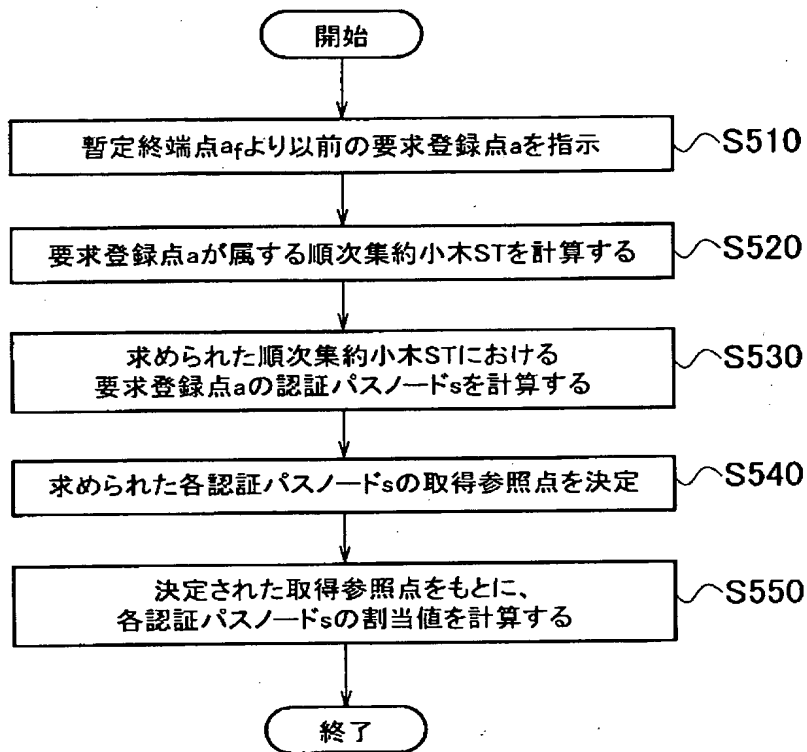 開始
暫定終端点afより以前の要求登録点aを指示
S510
要求登録点aが属する順次集約小木STを計算する
S520
求められた順次集約小木STにおける
要求登録点aの認証パスノードsを計算する
S530
求められた各認証パスノードsの取得参照点を決定
S540
決定された取得参照点をもとに、
各認証パスノードsの割当値を計算する
S550
終了